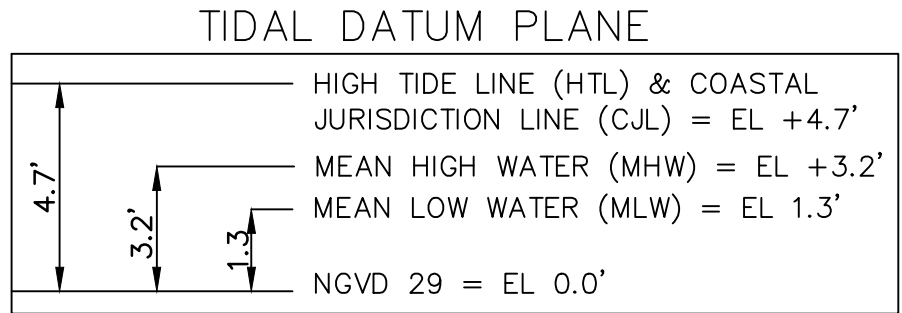 TIDAL DATUM PLANE
HIGH TIDE LINE (HTL) & COASTAL
JURISDICTION LINE (CJL) = EL +4.7'
MEAN HIGH WATER (MHW) = EL +3.2'
MEAN LOW WATER (MLW) = EL 1.3'
NGVD 29 = EL 0.0'
4.7'
3.2'
1.3